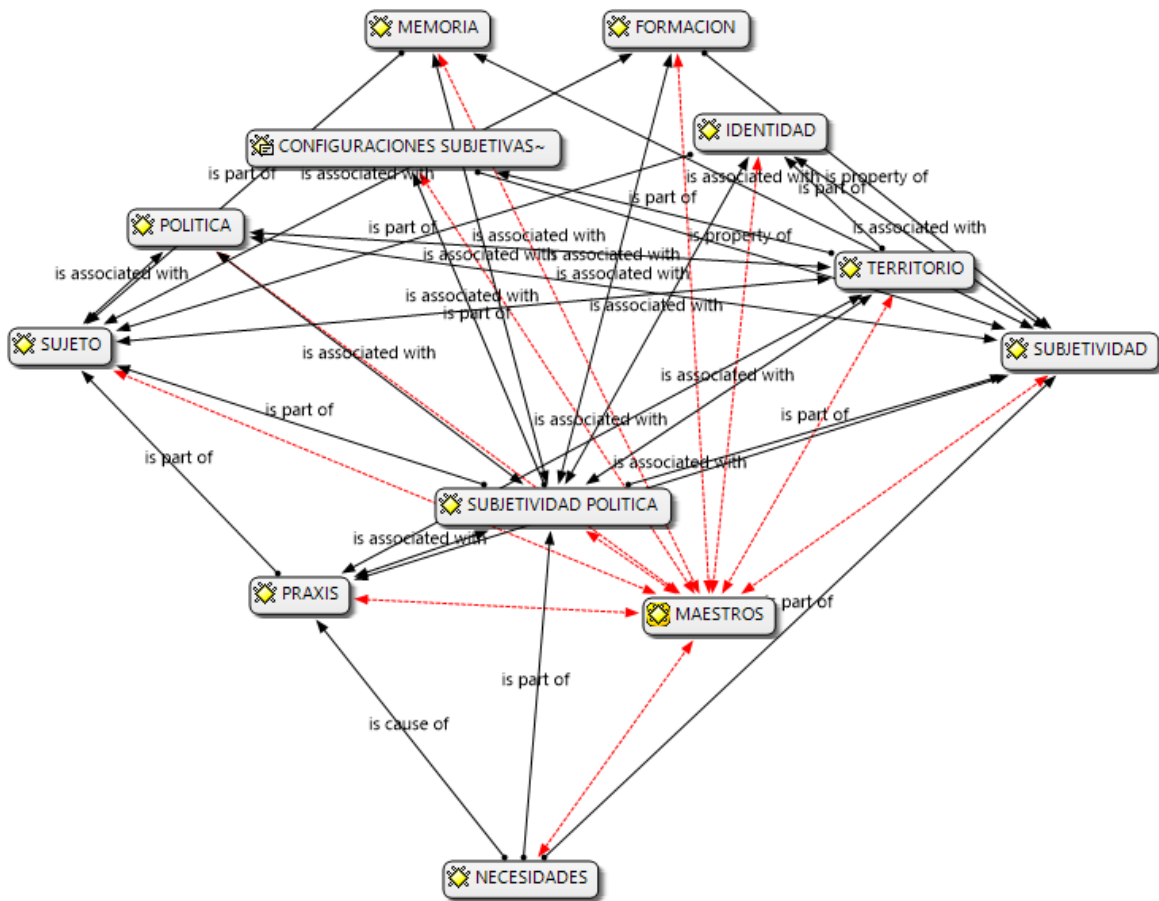 MEMORIA
FORMACION
IDENTIDAD
CONFIGURACIONES SUBJETIVAS~
is part of
is associated with
is associated with
is property of
is part of
is part of
POLITICA
is part of
is associated with
is property of
is associated with
is associated with
is associated with
is associated with
is associated with
is associated with
TERRITORIO
is associated with
is associated with
is part of
SUJETO
is associated with
SUBJETIVIDAD
is associated with
is part of
is associated with
is part of
is part of
is associated with
SUBJETIVIDAD POLITICA
is associated with
PRAXIS
is part of
MAESTROS
is part of
is cause of
NECESIDADES